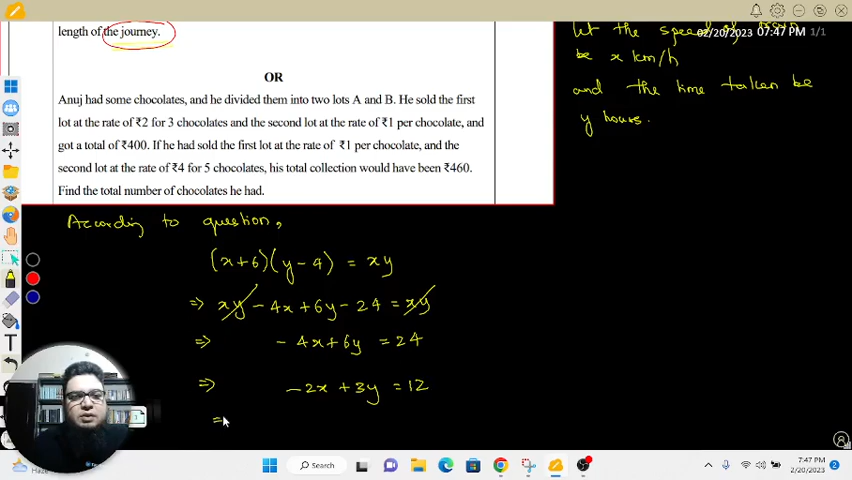 length of the journey.
OR
Anuj had some chocolates, and he divided them into two lots A and B. He sold the first
lot at the rate of ₹2 for 3 chocolates and the second lot at the rate of ₹1 per chocolate, and
got a total of ₹400. If he had sold the first lot at the rate of ₹1 per chocolate, and the
second lot at the rate of ₹4 for 5 chocolates, his total collection would have been ₹460.
Find the total number of chocolates he had.
let the speed of
02/20/2023 07:47 PM 1/1
be x km/h
and the time taken be
y hours.
According to question,
(x+6)(y-4) = xy
=> xy - 4x + 6y - 24 = xy
=> - 4x + 6y = 24
=> -2x + 3y = 12
=
T
Haze
Search
7:47 PM
2/20/2023
2